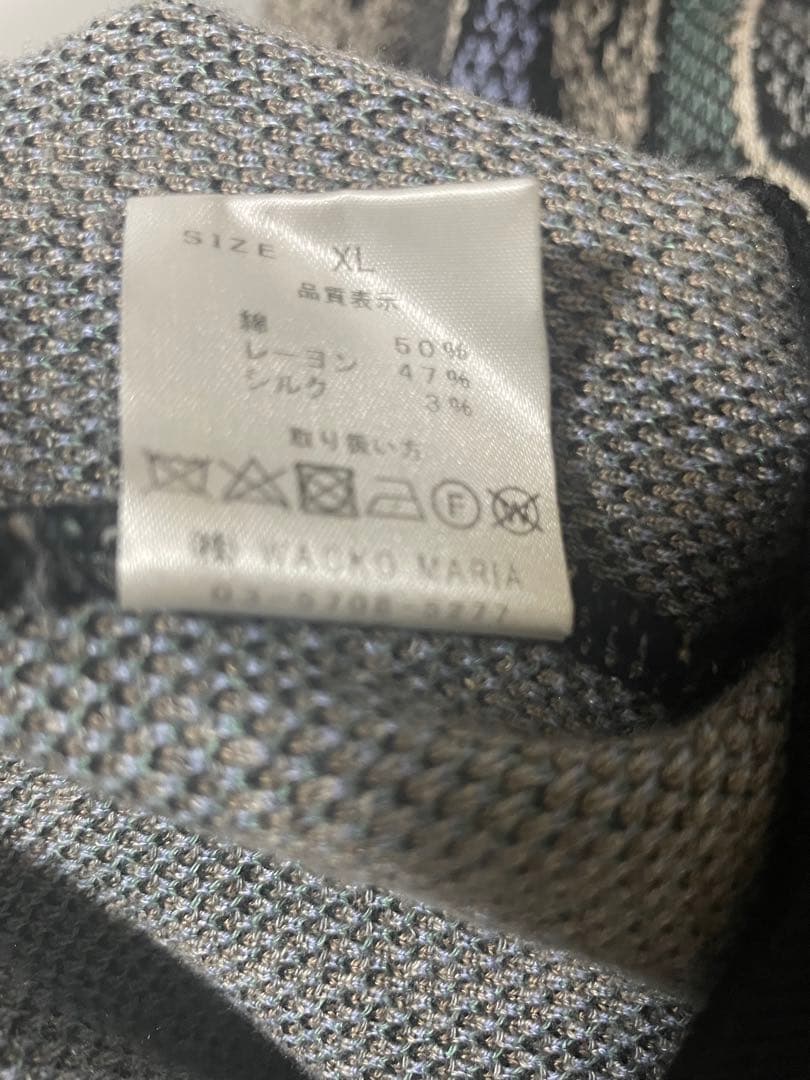 SIZE XL
品質表示
綿 50%
レーヨン 47%
シルク 3%
取り扱い方
F W
(株) WACKO MARIA